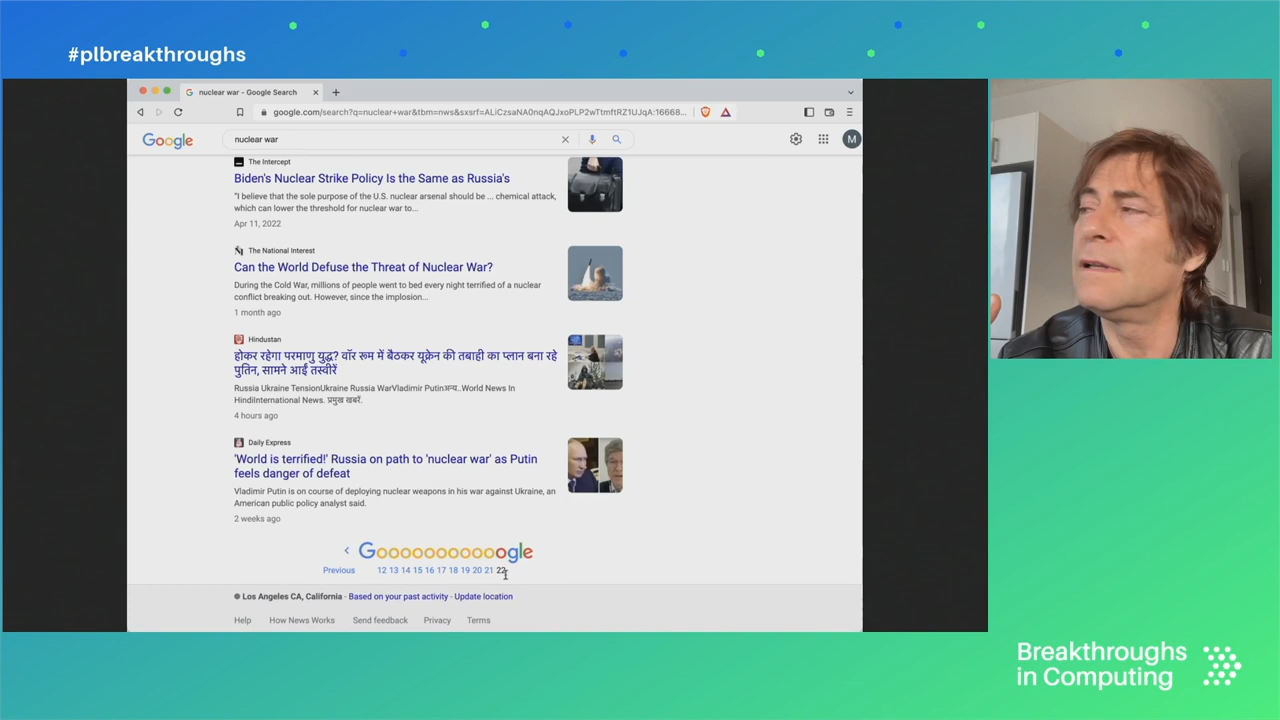 #plbreakthroughs
nuclear war - Google Search
google.com/search?q=nuclear+war&tbm=nws&sxsrf=ALiCzsaNA0nqAQJxoPLP2wTtmftRZ1UJqA:16668...
Google
nuclear war
M
The Intercept
Biden's Nuclear Strike Policy Is the Same as Russia's
"I believe that the sole purpose of the U.S. nuclear arsenal should be ... chemical attack,
which can lower the threshold for nuclear war to...
Apr 11, 2022
The National Interest
Can the World Defuse the Threat of Nuclear War?
During the Cold War, millions of people went to bed every night terrified of a nuclear
conflict breaking out. However, since the implosion...
1 month ago
Hindustan
होकर रहेगा परमाणु युद्ध? वॉर रूम में बैठकर यूक्रेन की तबाही का प्लान बना रहे
पुतिन, सामने आईं तस्वीरें
Russia Ukraine TensionUkraine Russia WarVladimir Putinअन्य..World News In
HindiInternational News. प्रमुख खबरें.
4 hours ago
Daily Express
'World is terrified!' Russia on path to 'nuclear war' as Putin
feels danger of defeat
Vladimir Putin is on course of deploying nuclear weapons in his war against Ukraine, an
American public policy analyst said.
2 weeks ago
Goooooooooogle
Previous 12 13 14 15 16 17 18 19 20 21 22
Los Angeles CA, California - Based on your past activity - Update location
Help How News Works Send feedback Privacy Terms
Breakthroughs
in Computing